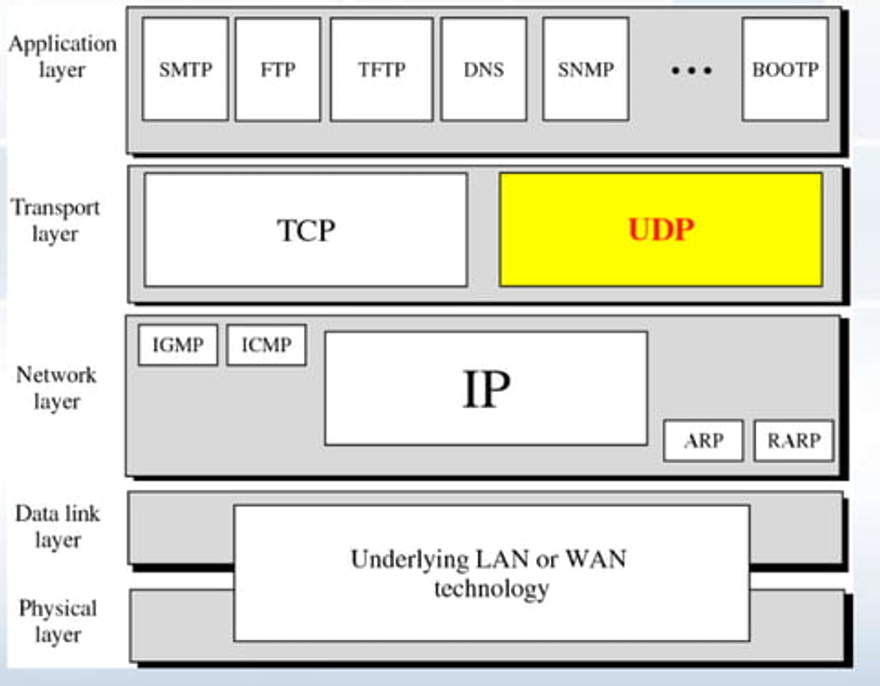 Application
layer
SMTP
FTP
TFTP
DNS
SNMP
•••
BOOTP
Transport
layer
TCP
UDP
Network
layer
IGMP
ICMP
IP
ARP
RARP
Data link
layer
Underlying LAN or WAN
technology
Physical
layer